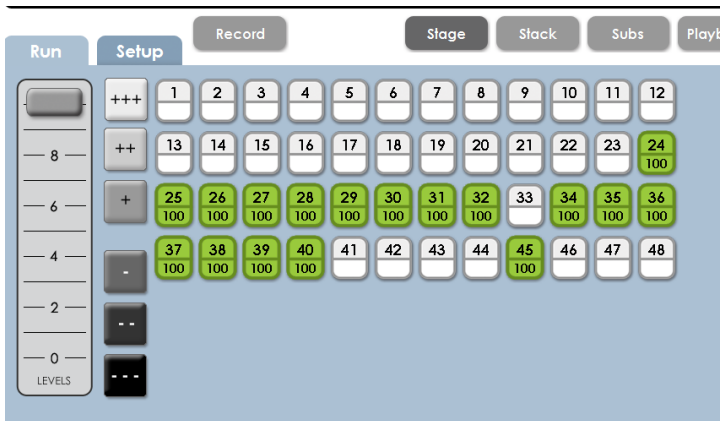 Record Stage Stack Subs
Run Setup
+++ 1 2 3 4 5 6 7 8 9 10 11 12
++ 13 14 15 16 17 18 19 20 21 22 23 24
100
8
+ 25 26 27 28 29 30 31 32 33 34 35 36
100 100 100 100 100 100 100 100 100 100 100
6
37 38 39 40 41 42 43 44 45 46 47 48
100 100 100 100 100
4
-
2
- -
0
LEVELS
- - -